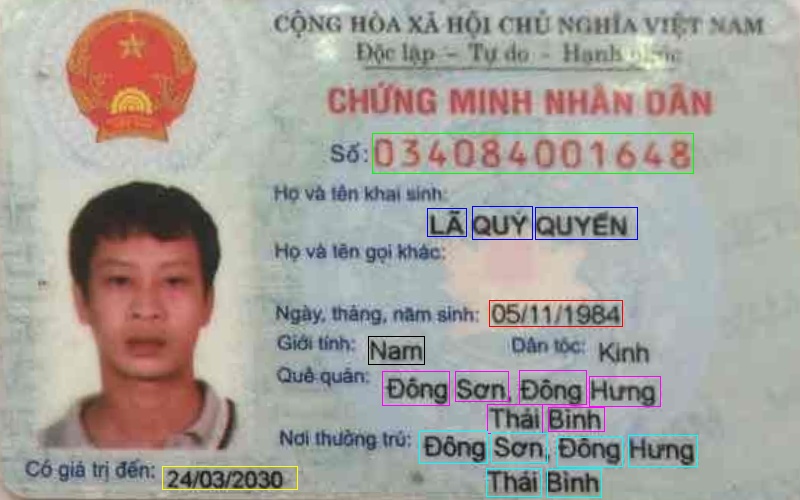 CỘNG HÒA XÃ HỘI CHỦ NGHĨA VIỆT NAM
Độc lập - Tự do - Hạnh phúc
CHỨNG MINH NHÂN DÂN
Số: 034084001648
Họ và tên khai sinh:
LÃ QUÝ QUYỀN
Họ và tên gọi khác:
Ngày, tháng, năm sinh: 05/11/1984
Giới tính: Nam Dân tộc: Kinh
Quê quán: Đông Sơn, Đông Hưng
Thái Bình
Nơi thường trú: Đông Sơn, Đông Hưng
Thái Bình
Có giá trị đến: 24/03/2030